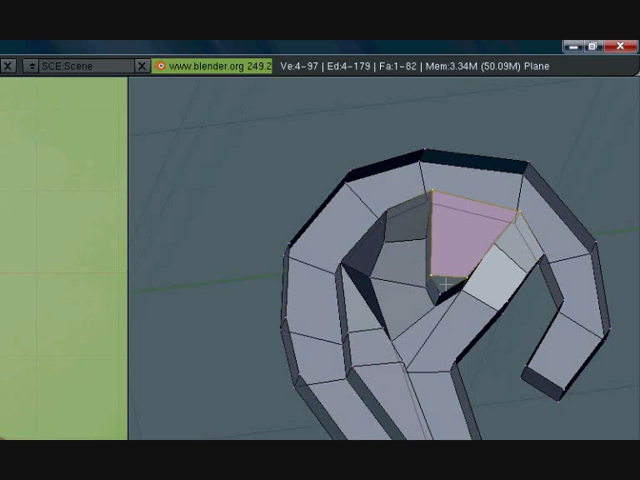 SCE:Scene www.blender.org 249.2 Ve:4-97 | Ed:4-179 | Fa:1-82 | Mem:3.34M (50.09M) Plane